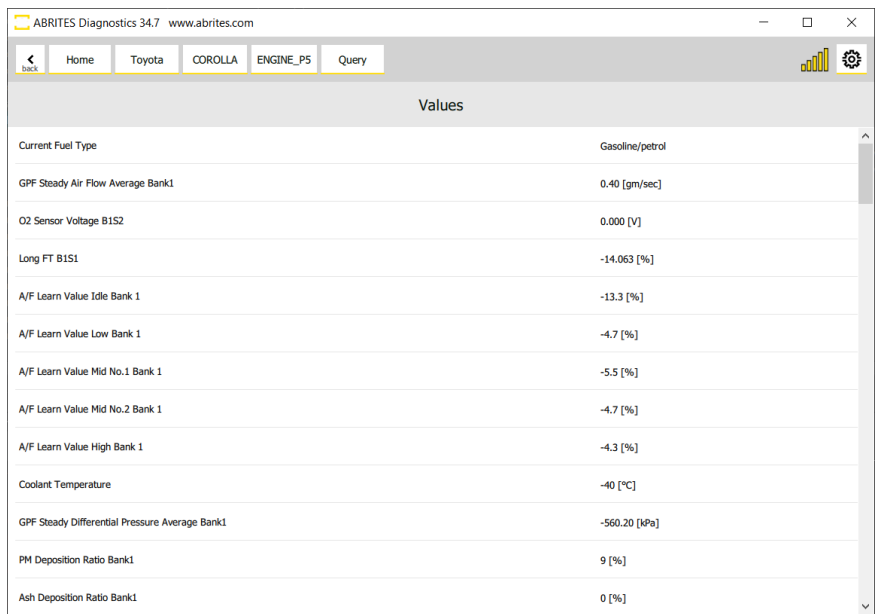 ABRITES Diagnostics 34.7 www.abrites.com
back Home Toyota COROLLA ENGINE_P5 Query
Values
Current Fuel Type Gasoline/petrol
GPF Steady Air Flow Average Bank1 0.40 [gm/sec]
O2 Sensor Voltage B1S2 0.000 [V]
Long FT B1S1 -14.063 [%]
A/F Learn Value Idle Bank 1 -13.3 [%]
A/F Learn Value Low Bank 1 -4.7 [%]
A/F Learn Value Mid No.1 Bank 1 -5.5 [%]
A/F Learn Value Mid No.2 Bank 1 -4.7 [%]
A/F Learn Value High Bank 1 -4.3 [%]
Coolant Temperature -40 [°C]
GPF Steady Differential Pressure Average Bank1 -560.20 [kPa]
PM Deposition Ratio Bank1 9 [%]
Ash Deposition Ratio Bank1 0 [%]